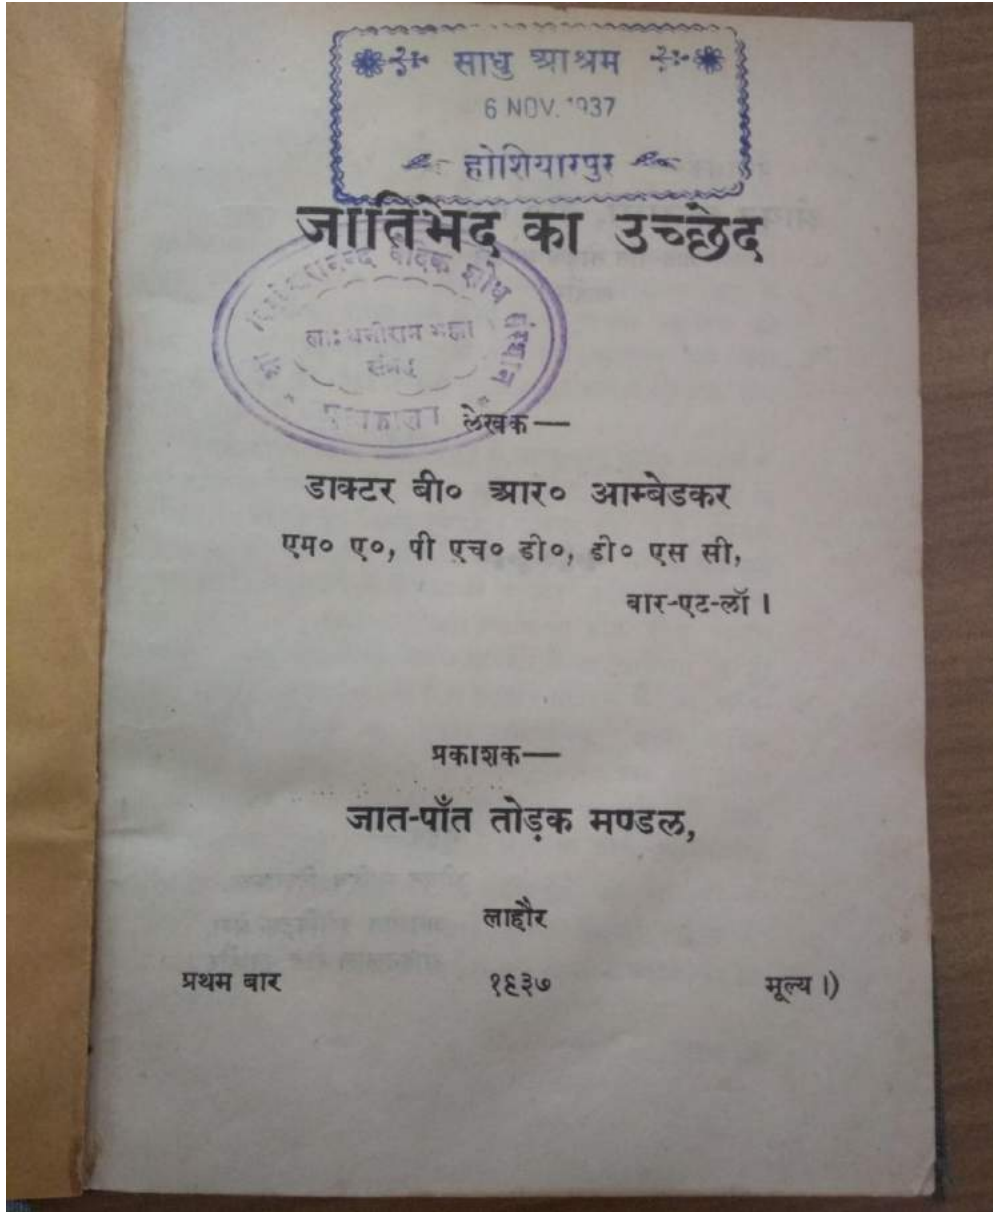 साधु आश्रम
6 NOV. 1937
होशियारपुर
जातिभेद का उच्छेद
वैदिक शोध संस्थान
संग्रह
लेखक—
डाक्टर बी० आर० आम्बेडकर
एम० ए०, पी एच० डी०, डी० एस सी,
बार-एट-लॉ ।
प्रकाशक—
जात-पाँत तोड़क मण्डल,
लाहौर
प्रथम बार १९३७ मूल्य ।)